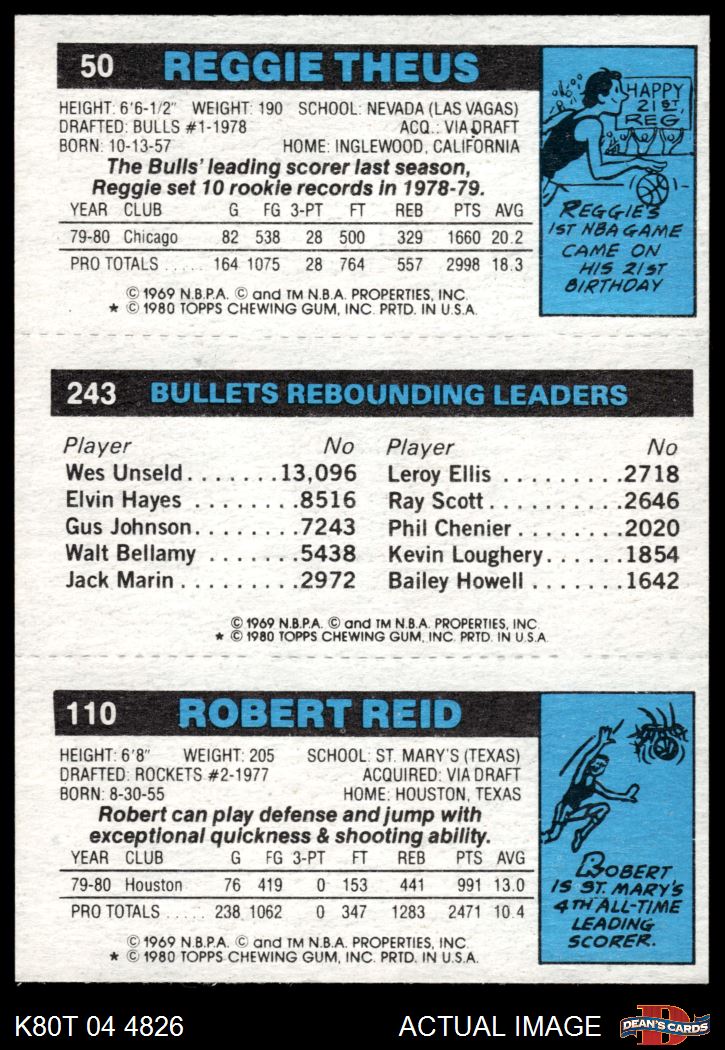 50 REGGIE THEUS
HEIGHT: 6'6-1/2" WEIGHT: 190 SCHOOL: NEVADA (LAS VAGAS)
DRAFTED: BULLS #1-1978 ACQ.: VIA DRAFT
BORN: 10-13-57 HOME: INGLEWOOD, CALIFORNIA
The Bulls' leading scorer last season,
Reggie set 10 rookie records in 1978-79.
YEAR CLUB G FG 3-PT FT REB PTS AVG
79-80 Chicago 82 538 28 500 329 1660 20.2
PRO TOTALS ..... 164 1075 28 764 557 2998 18.3
© 1969 N.B.P.A. © and TM N.B.A. PROPERTIES, INC.
★ © 1980 TOPPS CHEWING GUM, INC. PRTD. IN U.S.A.
HAPPY
21ST
REG
REGGIE'S
1ST NBA GAME
CAME ON
HIS 21ST
BIRTHDAY
243 BULLETS REBOUNDING LEADERS
Player No Player No
Wes Unseld.......13,096 Leroy Ellis .........2718
Elvin Hayes ........8516 Ray Scott..........2646
Gus Johnson.......7243 Phil Chenier........2020
Walt Bellamy .......5438 Kevin Loughery.....1854
Jack Marin .........2972 Bailey Howell.......1642
© 1969 N.B.P.A. © and TM N.B.A. PROPERTIES, INC.
★ © 1980 TOPPS CHEWING GUM, INC. PRTD. IN U.S.A.
110 ROBERT REID
HEIGHT: 6'8" WEIGHT: 205 SCHOOL: ST. MARY'S (TEXAS)
DRAFTED: ROCKETS #2-1977 ACQUIRED: VIA DRAFT
BORN: 8-30-55 HOME: HOUSTON, TEXAS
Robert can play defense and jump with
exceptional quickness & shooting ability.
YEAR CLUB G FG 3-PT FT REB PTS AVG
79-80 Houston 76 419 0 153 441 991 13.0
PRO TOTALS ..... 238 1062 0 347 1283 2471 10.4
© 1969 N.B.P.A. © and TM N.B.A. PROPERTIES, INC.
★ © 1980 TOPPS CHEWING GUM, INC. PRTD. IN U.S.A.
ROBERT
IS ST. MARY'S
4TH ALL-TIME
LEADING
SCORER.
K80T 04 4826 ACTUAL IMAGE D DEAN'S CARDS